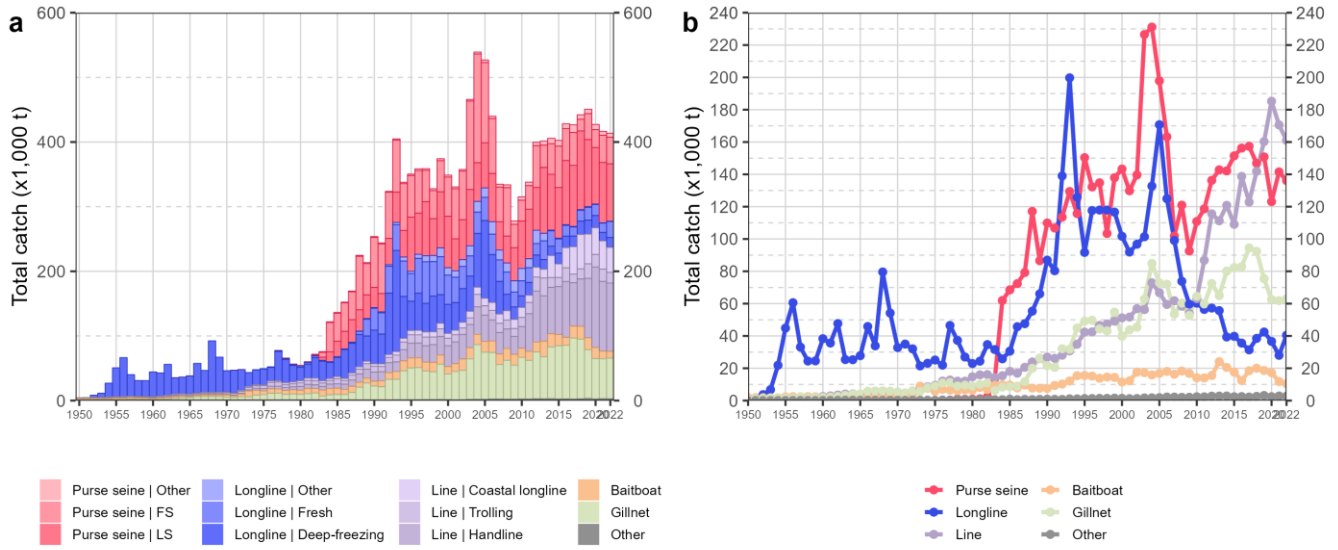 a
Total catch (x1,000 t)
600
400
200
0
600
400
200
0
1950 1955 1960 1965 1970 1975 1980 1985 1990 1995 2000 2005 2010 2015 2020 2022
b
Total catch (x1,000 t)
240
220
200
180
160
140
120
100
80
60
40
20
0
240
220
200
180
160
140
120
100
80
60
40
20
0
1950 1955 1960 1965 1970 1975 1980 1985 1990 1995 2000 2005 2010 2015 2020 2022
Purse seine | Other
Purse seine | FS
Purse seine | LS
Longline | Other
Longline | Fresh
Longline | Deep-freezing
Line | Coastal longline
Line | Trolling
Line | Handline
Baitboat
Gillnet
Other
Purse seine
Longline
Line
Baitboat
Gillnet
Other